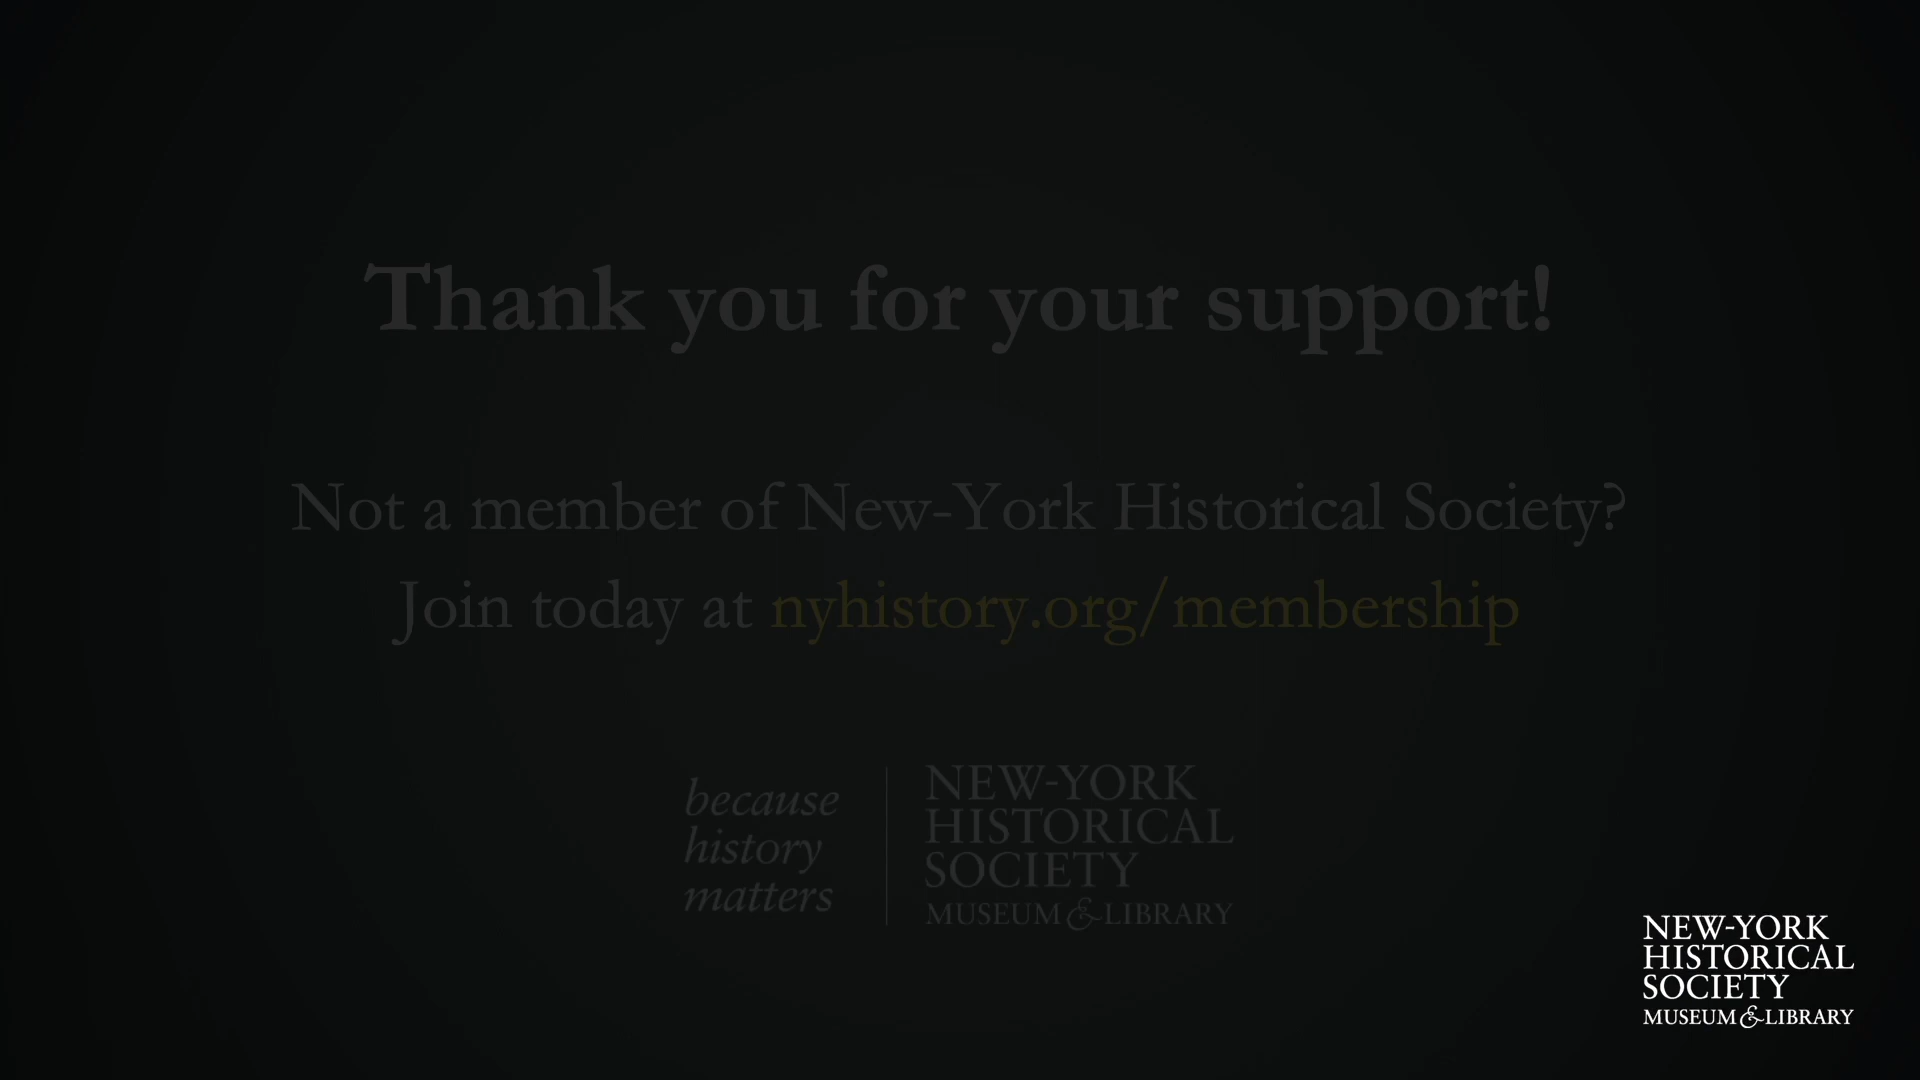 Thank you for your support!
Not a member of New-York Historical Society?
Join today at nyhistory.org/membership
because
history
matters
NEW-YORK
HISTORICAL
SOCIETY
MUSEUM & LIBRARY
NEW-YORK
HISTORICAL
SOCIETY
MUSEUM & LIBRARY